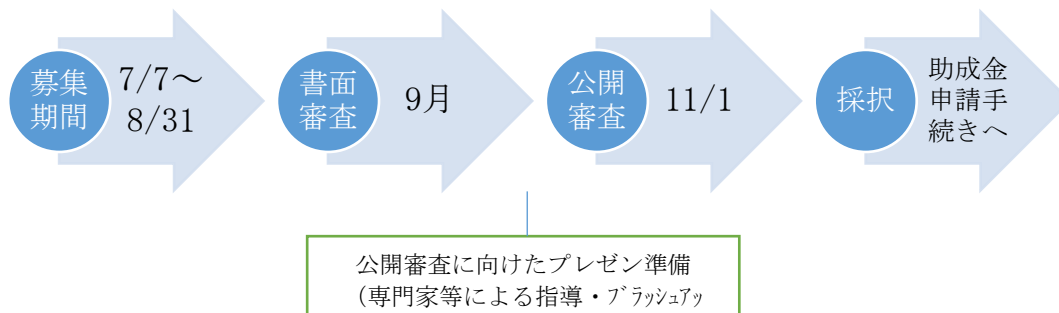 募集
期間
7/7～
8/31
書面
審査
9月
公開
審査
11/1
採択
助成金
申請手
続きへ
公開審査に向けたプレゼン準備
(専門家等による指導・ﾌﾞﾗｯｼｭｱｯ